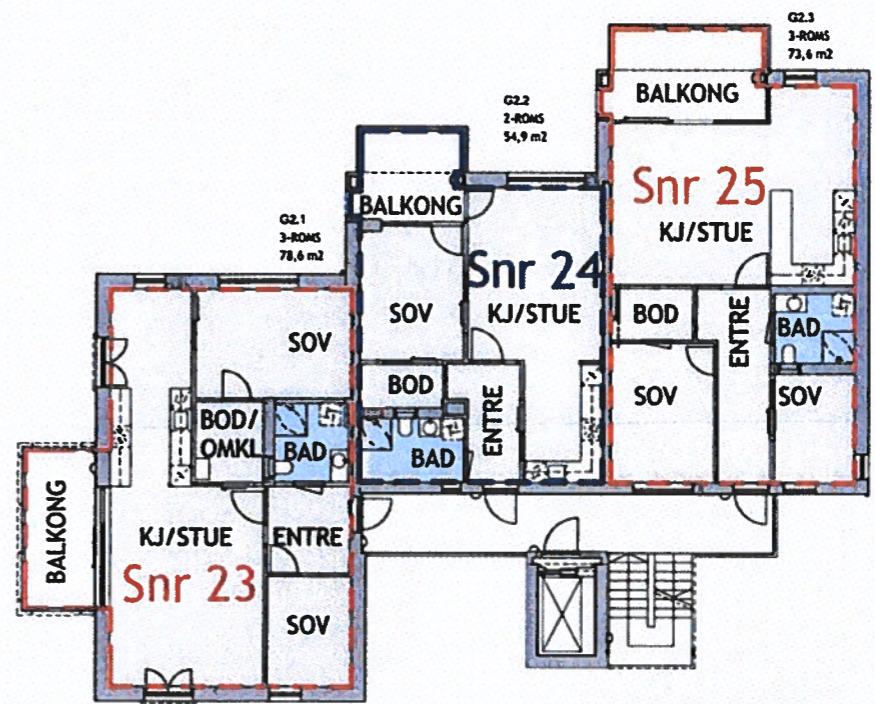 G2.3
3-ROMS
73,6 m2
BALKONG
Snr 25
KJ/STUE
BOD
ENTRE
BAD
SOV
SOV
G2.2
2-ROMS
54,9 m2
BALKONG
Snr 24
SOV
KJ/STUE
BOD
ENTRE
BAD
G2.1
3-ROMS
78,6 m2
SOV
BOD/
OMKL
BAD
BALKONG
KJ/STUE
ENTRE
Snr 23
SOV